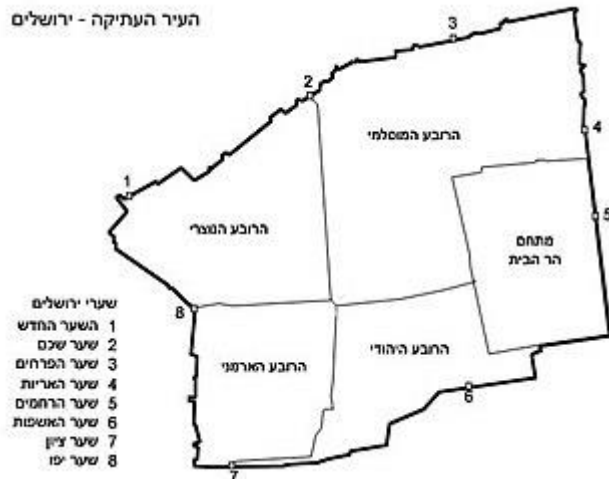 העיר העתיקה - ירושלים
3
2
הרובע המוסלמי
4
1
הרובע הנוצרי
5
מתחם
הר הבית
8
הרובע היהודי
הרובע הארמני
6
7
שערי ירושלים
1 השער החדש
2 שער שכם
3 שער הפרחים
4 שער האריות
5 שער הרחמים
6 שער האשפות
7 שער ציון
8 שער יפו